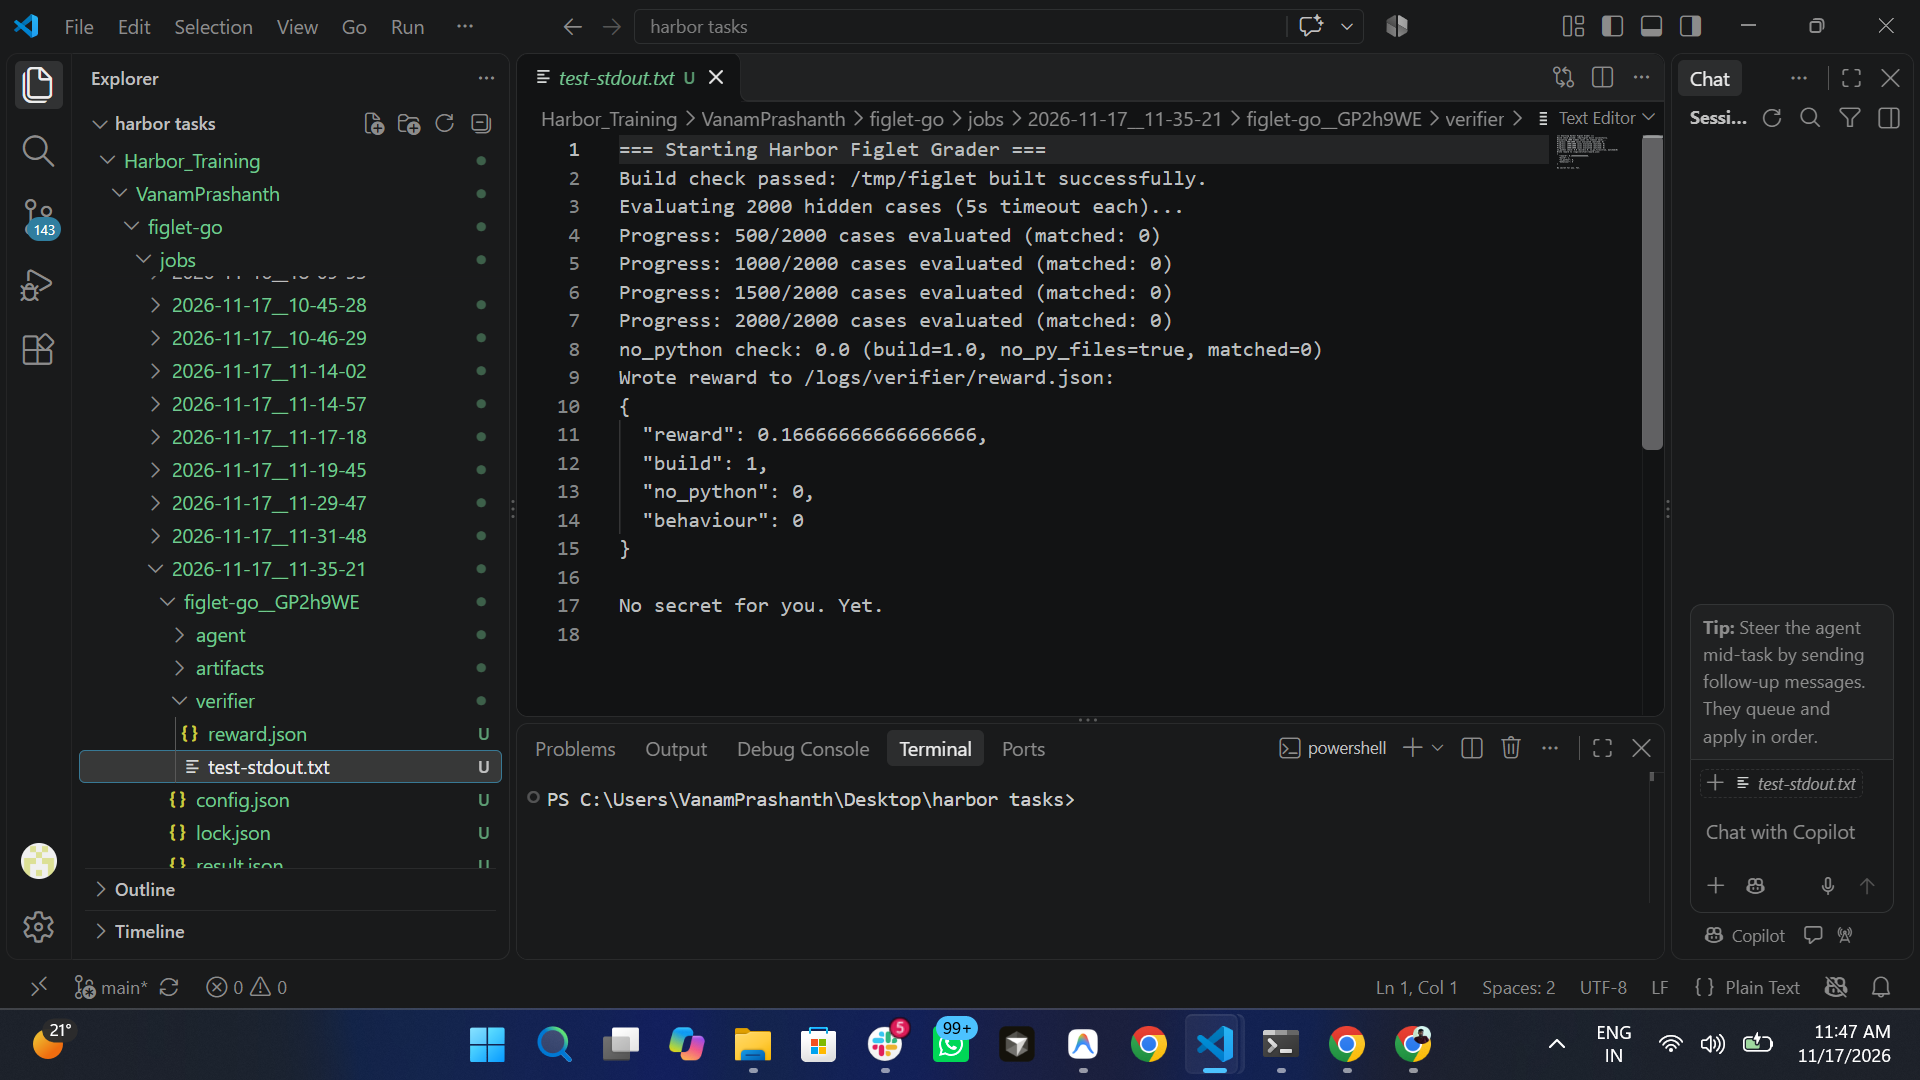 File Edit Selection View Go Run ···
harbor tasks
Explorer
harbor tasks
Harbor_Training
VanamPrashanth
figlet-go
jobs
2026-11-17__10-45-28
2026-11-17__10-46-29
2026-11-17__11-14-02
2026-11-17__11-14-57
2026-11-17__11-17-18
2026-11-17__11-19-45
2026-11-17__11-29-47
2026-11-17__11-31-48
2026-11-17__11-35-21
figlet-go__GP2h9WE
agent
artifacts
verifier
{} reward.json U
test-stdout.txt U
{} config.json U
{} lock.json U
{} result.json U
Outline
Timeline
143
test-stdout.txt U
Harbor_Training > VanamPrashanth > figlet-go > jobs > 2026-11-17__11-35-21 > figlet-go__GP2h9WE > verifier > Text Editor
1 === Starting Harbor Figlet Grader ===
2 Build check passed: /tmp/figlet built successfully.
3 Evaluating 2000 hidden cases (5s timeout each)...
4 Progress: 500/2000 cases evaluated (matched: 0)
5 Progress: 1000/2000 cases evaluated (matched: 0)
6 Progress: 1500/2000 cases evaluated (matched: 0)
7 Progress: 2000/2000 cases evaluated (matched: 0)
8 no_python check: 0.0 (build=1.0, no_py_files=true, matched=0)
9 Wrote reward to /logs/verifier/reward.json:
10 {
11 "reward": 0.16666666666666666,
12 "build": 1,
13 "no_python": 0,
14 "behaviour": 0
15 }
16
17 No secret for you. Yet.
18
Problems Output Debug Console Terminal Ports
powershell
PS C:\Users\VanamPrashanth\Desktop\harbor tasks>
Chat
Sessi...
Tip: Steer the agent
mid-task by sending
follow-up messages.
They queue and
apply in order.
test-stdout.txt
Chat with Copilot
Copilot
main* 0 0
Ln 1, Col 1 Spaces: 2 UTF-8 LF {} Plain Text
21°
5
99+
ENG
IN
11:47 AM
11/17/2026